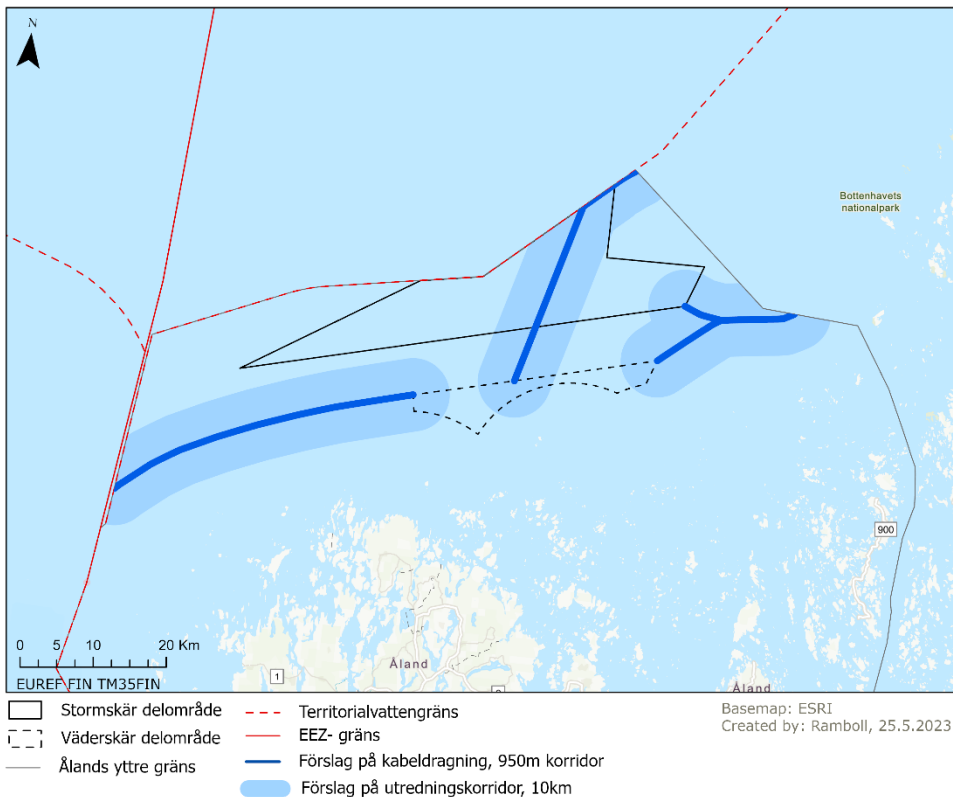 N
Bottenhavets
nationalpark
900
0 5 10 20 Km
EUREF FIN TM35FIN
1
Åland
Åland
Stormskär delområde
Väderskär delområde
Ålands yttre gräns
Territorialvattengräns
EEZ- gräns
Förslag på kabeldragning, 950m korridor
Förslag på utredningskorridor, 10km
Basemap: ESRI
Created by: Ramboll, 25.5.2023